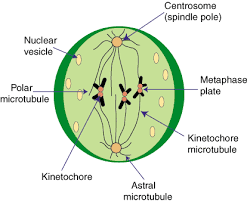 Centrosome
(spindle pole)
Nuclear
vesicle
Polar
microtubule
Metaphase
plate
Kinetochore
microtubule
Kinetochore
Astral
microtubule